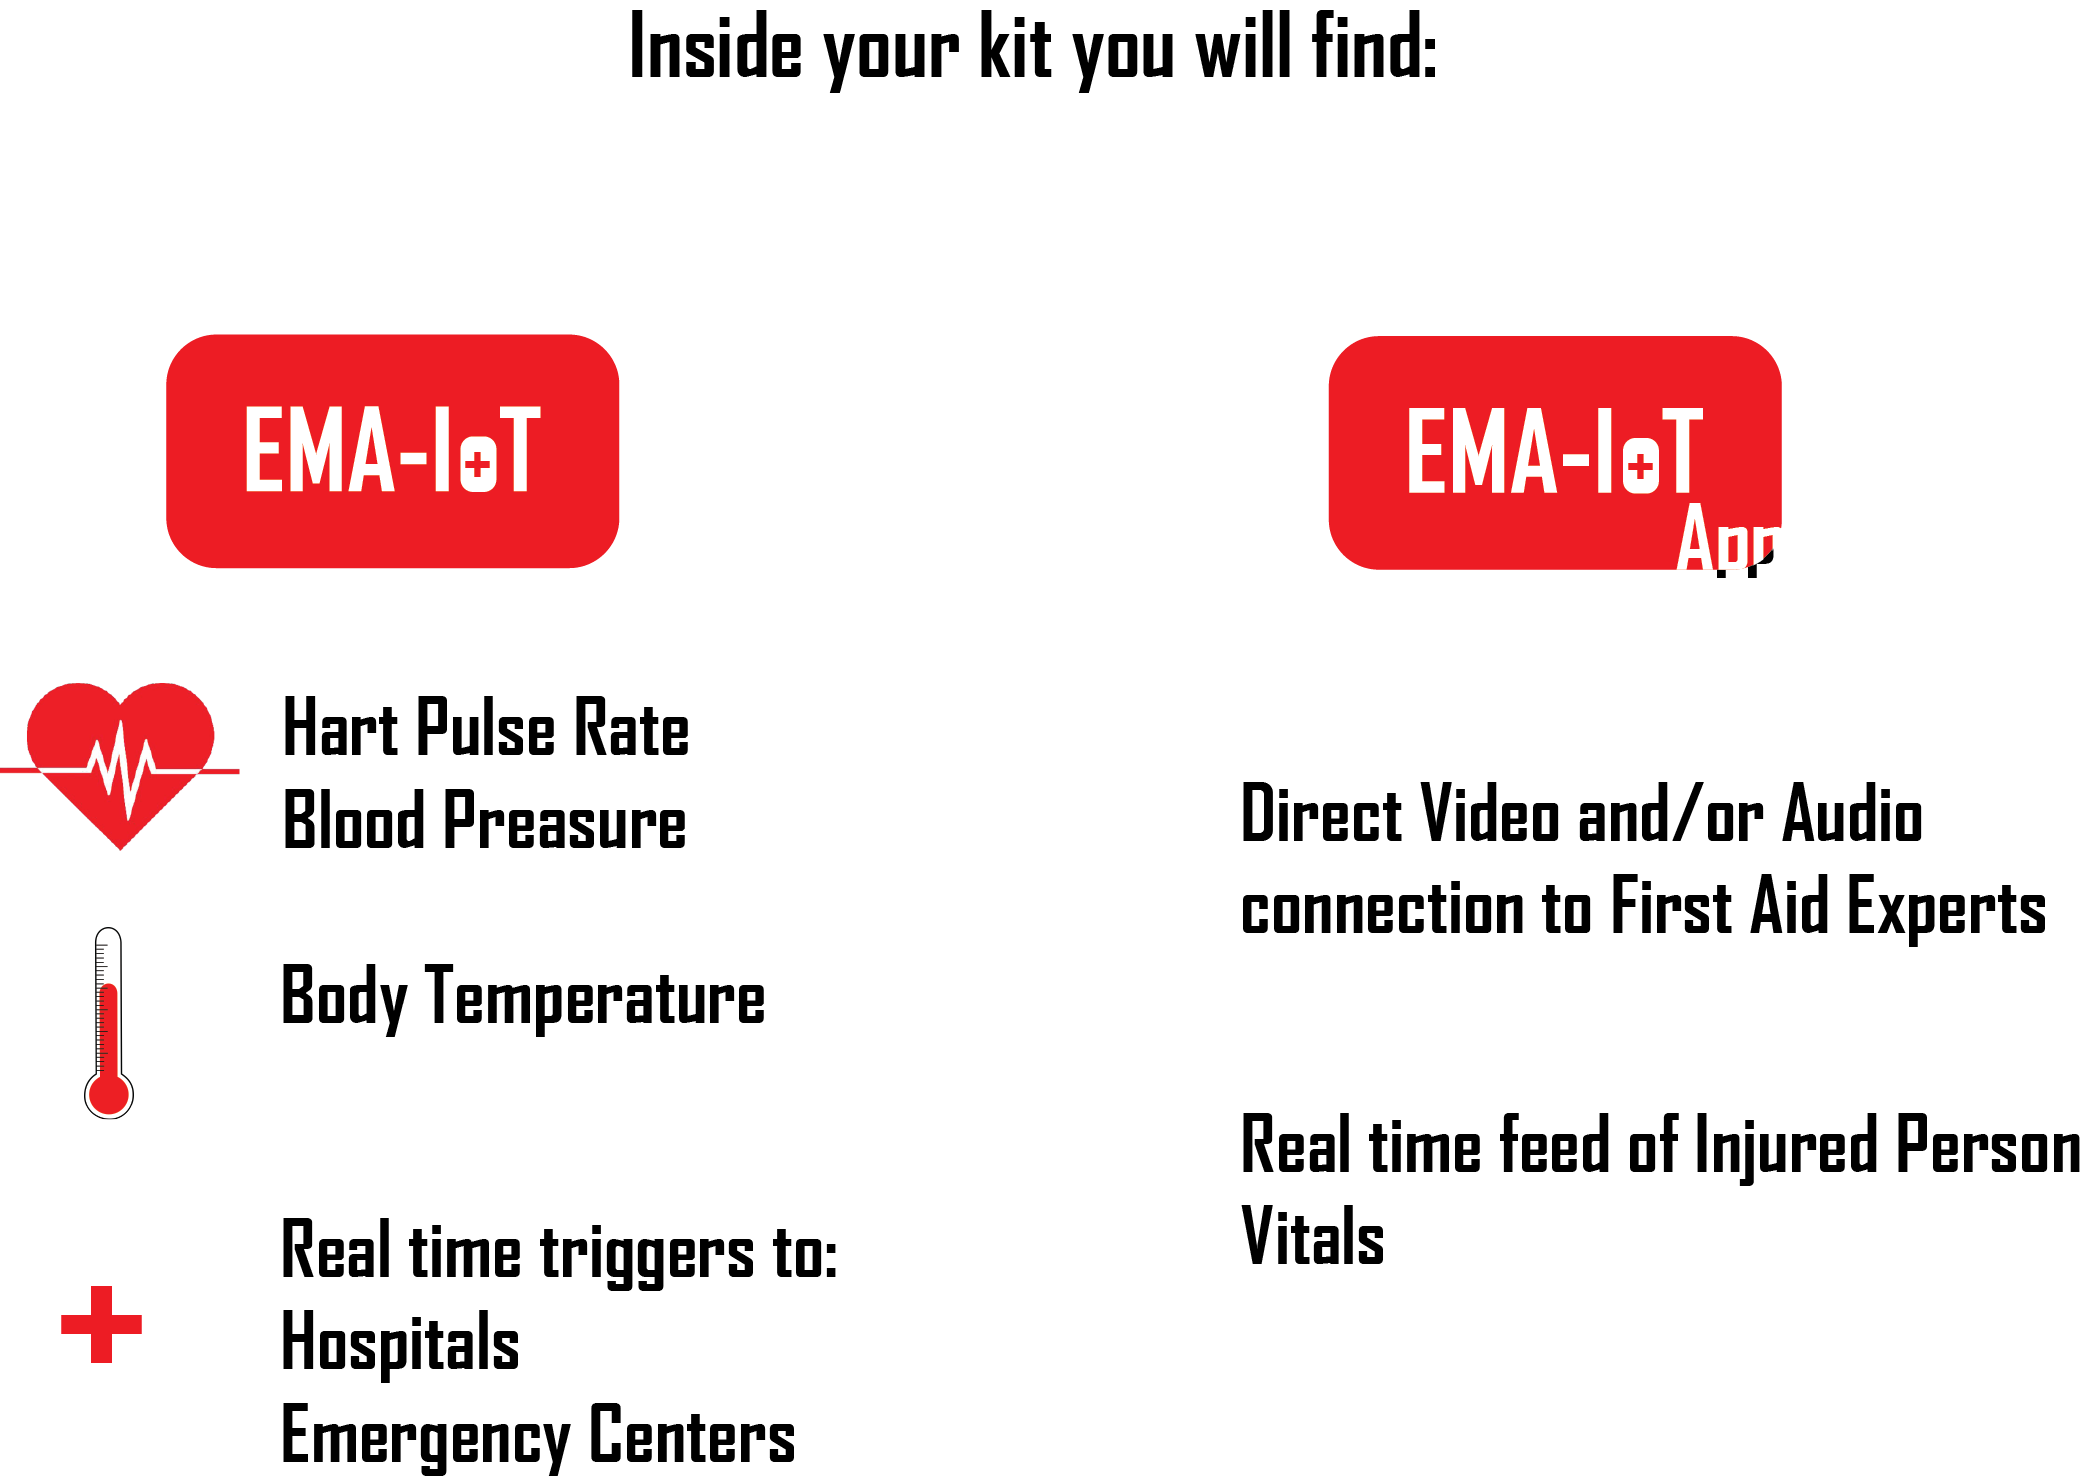 Inside your kit you will find:
EMA-IoT
Hart Pulse Rate
Blood Preasure
Body Temperature
Real time triggers to:
Hospitals
Emergency Centers
EMA-IoT
App
Direct Video and/or Audio
connection to First Aid Experts
Real time feed of Injured Person
Vitals